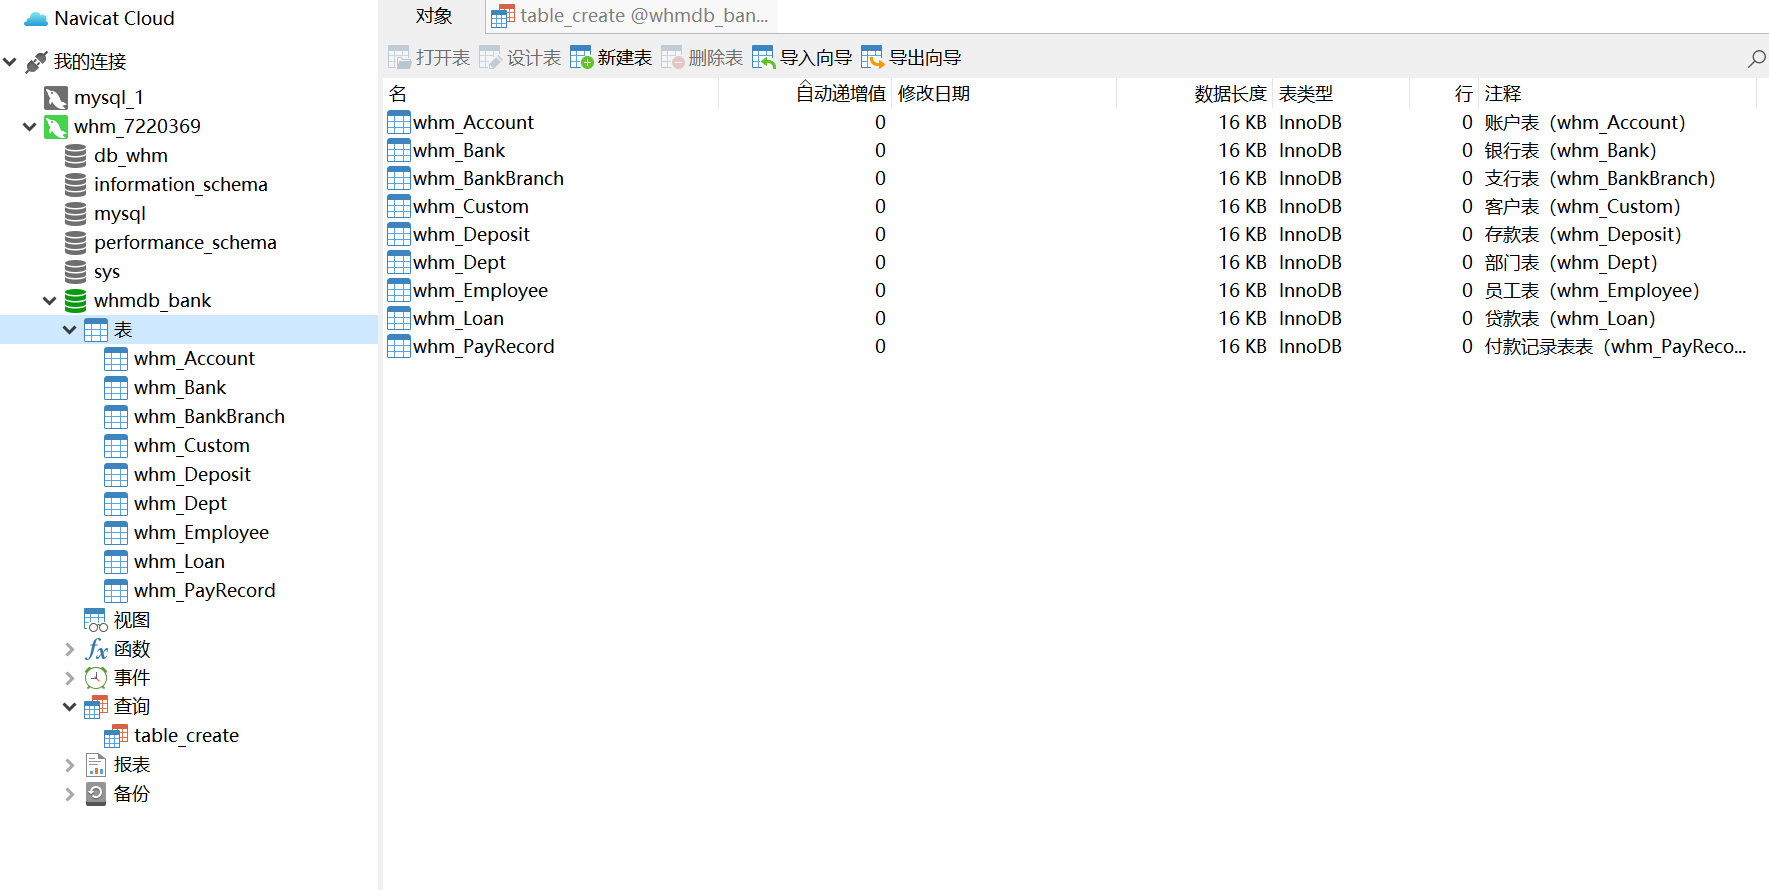 Navicat Cloud
我的连接
mysql_1
whm_7220369
db_whm
information_schema
mysql
performance_schema
sys
whmdb_bank
表
whm_Account
whm_Bank
whm_BankBranch
whm_Custom
whm_Deposit
whm_Dept
whm_Employee
whm_Loan
whm_PayRecord
视图
fx 函数
事件
查询
table_create
报表
备份
对象 table_create @whmdb_ban...
打开表 设计表 新建表 删除表 导入向导 导出向导
名 自动递增值 修改日期 数据长度 表类型 行 注释
whm_Account 0 16 KB InnoDB 0 账户表（whm_Account）
whm_Bank 0 16 KB InnoDB 0 银行表（whm_Bank）
whm_BankBranch 0 16 KB InnoDB 0 支行表（whm_BankBranch）
whm_Custom 0 16 KB InnoDB 0 客户表（whm_Custom）
whm_Deposit 0 16 KB InnoDB 0 存款表（whm_Deposit）
whm_Dept 0 16 KB InnoDB 0 部门表（whm_Dept）
whm_Employee 0 16 KB InnoDB 0 员工表（whm_Employee）
whm_Loan 0 16 KB InnoDB 0 贷款表（whm_Loan）
whm_PayRecord 0 16 KB InnoDB 0 付款记录表表（whm_PayReco...